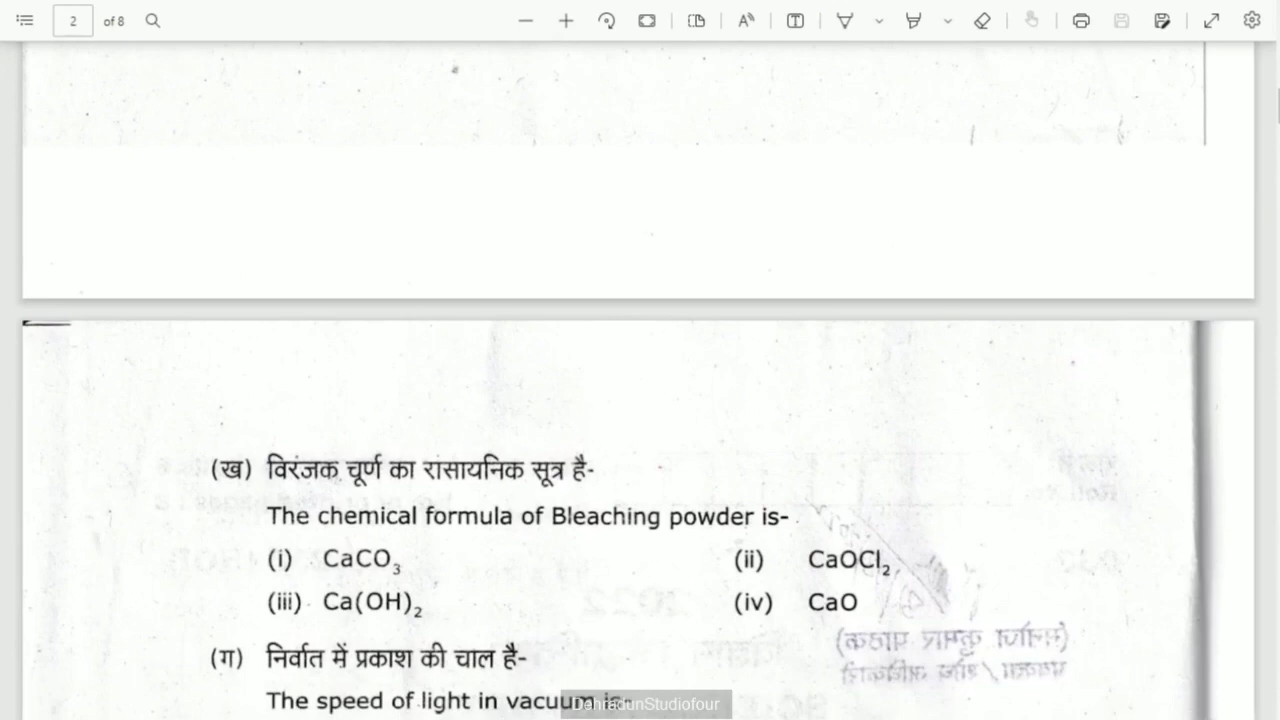 2 of 8
(ख) विरंजक चूर्ण का रासायनिक सूत्र है-
The chemical formula of Bleaching powder is-
(i) CaCO₃ (ii) CaOCl₂
(iii) Ca(OH)₂ (iv) CaO
(ग) निर्वात में प्रकाश की चाल है-
The speed of light in vacuum is-
DehradunStudiofour